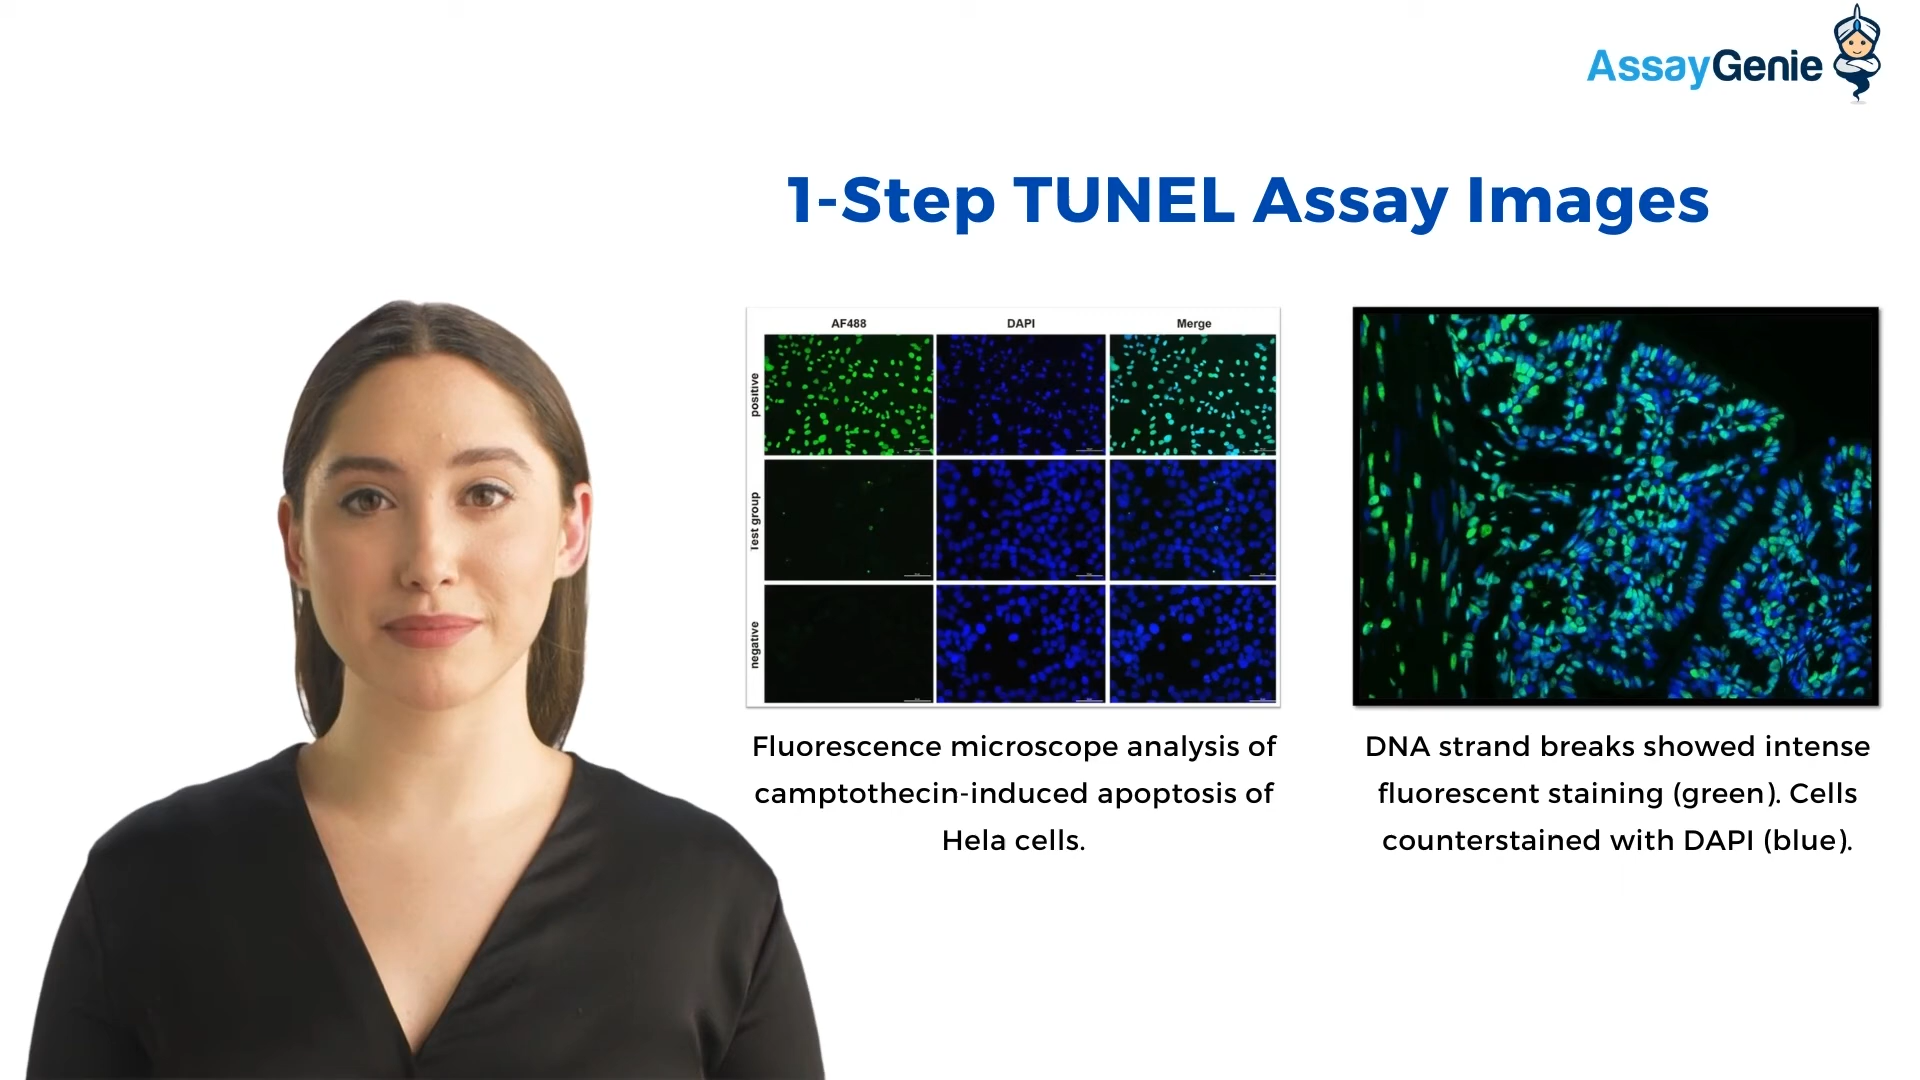 AssayGenie
1-Step TUNEL Assay Images
AF488 DAPI Merge
positive
Test group
negative
Fluorescence microscope analysis of
camptothecin-induced apoptosis of
Hela cells.
DNA strand breaks showed intense
fluorescent staining (green). Cells
counterstained with DAPI (blue).